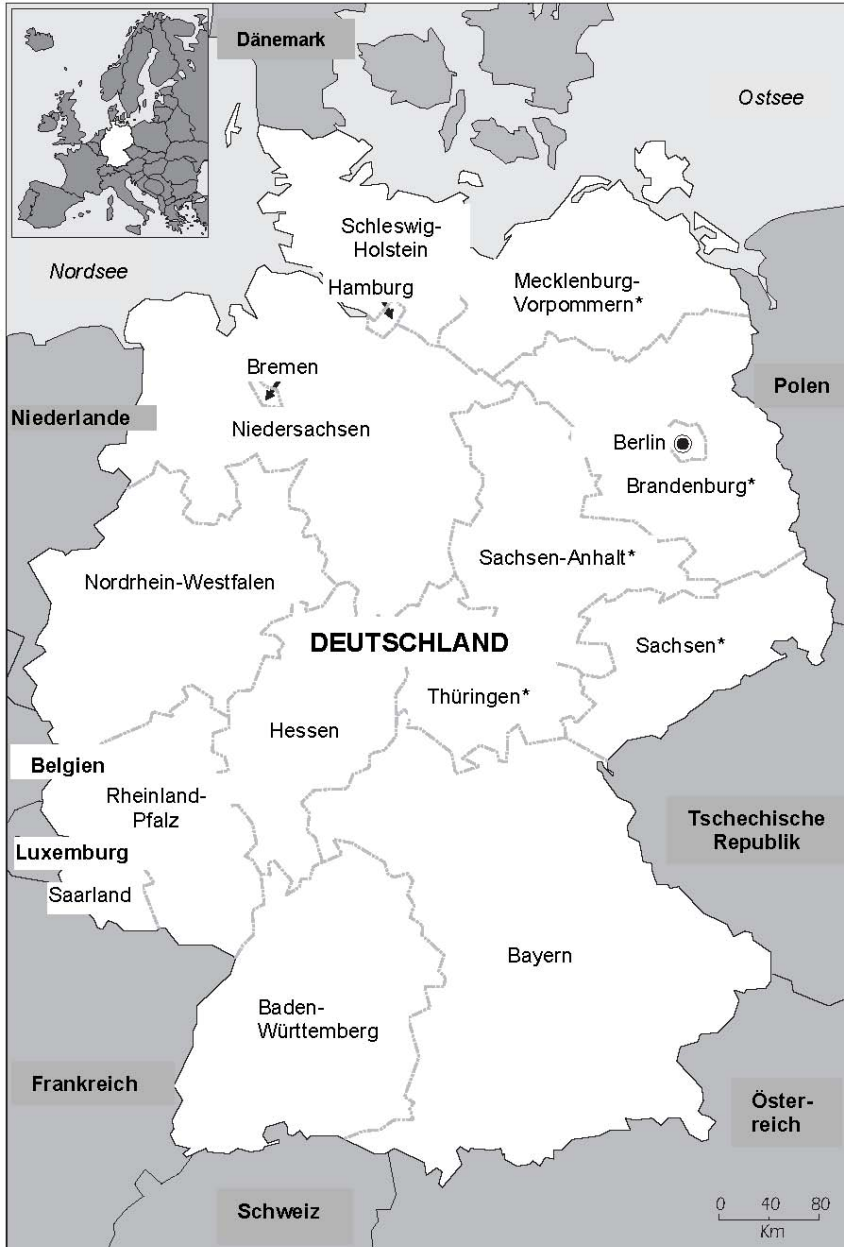 Dänemark
Ostsee
Nordsee
Schleswig-
Holstein
Hamburg
Mecklenburg-
Vorpommern*
Bremen
Polen
Niederlande
Niedersachsen
Berlin
Brandenburg*
Sachsen-Anhalt*
Nordrhein-Westfalen
DEUTSCHLAND
Sachsen*
Thüringen*
Hessen
Belgien
Rheinland-
Pfalz
Tschechische
Republik
Luxemburg
Saarland
Bayern
Baden-
Württemberg
Frankreich
Öster-
reich
Schweiz
0 40 80
Km